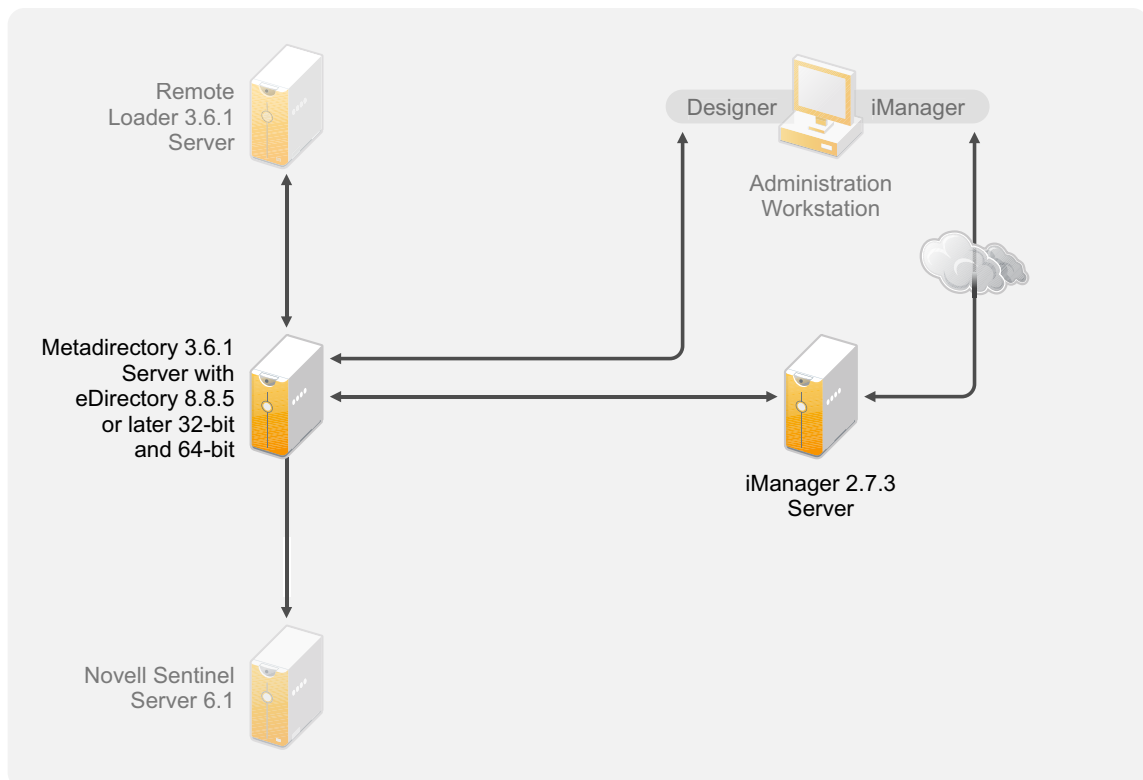 Remote
Loader 3.6.1
Server
Designer
iManager
Administration
Workstation
Metadirectory 3.6.1
Server with
eDirectory 8.8.5
or later 32-bit
and 64-bit
iManager 2.7.3
Server
Novell Sentinel
Server 6.1